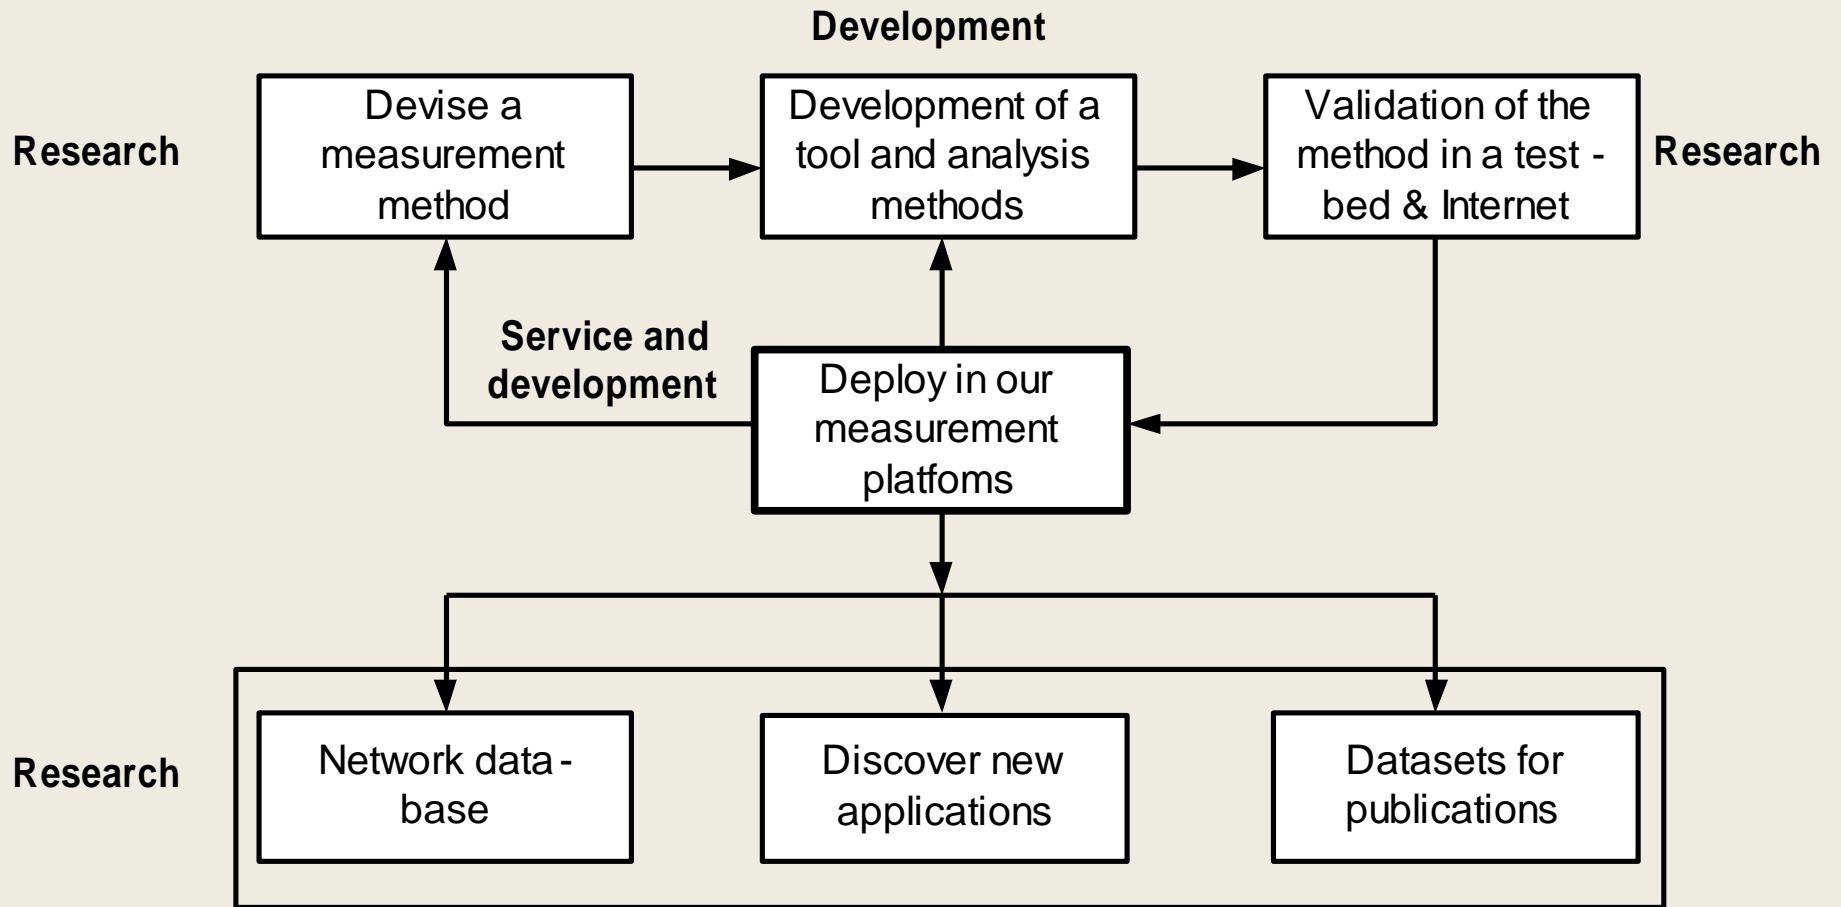 Development
Research
Devise a
measurement
method
Development of a
tool and analysis
methods
Validation of the
method in a test -
bed & Internet
Research
Service and
development
Deploy in our
measurement
platfoms
Research
Network data -
base
Discover new
applications
Datasets for
publications